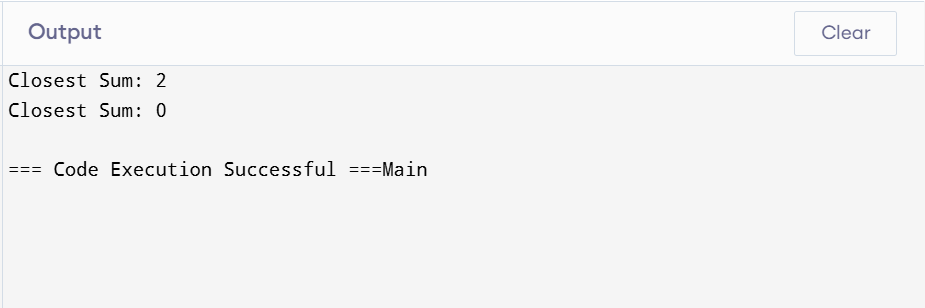 Output
Clear
Closest Sum: 2
Closest Sum: 0
=== Code Execution Successful ===Main